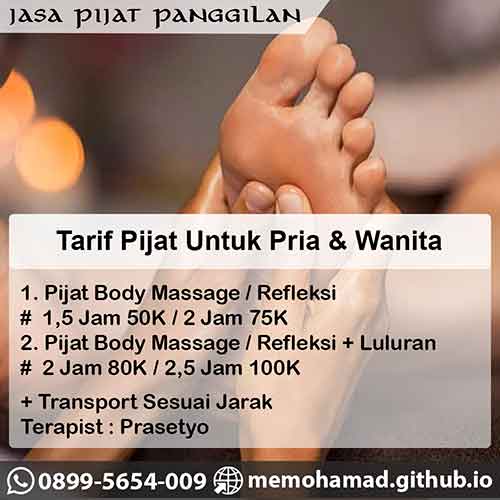 Jasa Pijat Panggilan
Tarif Pijat Untuk Pria & Wanita
1. Pijat Body Massage / Refleksi
# 1,5 Jam 50K / 2 Jam 75K
2. Pijat Body Massage / Refleksi + Luluran
# 2 Jam 80K / 2,5 Jam 100K
+ Transport Sesuai Jarak
Terapist : Prasetyo
0899-5654-009 memohamad.github.io